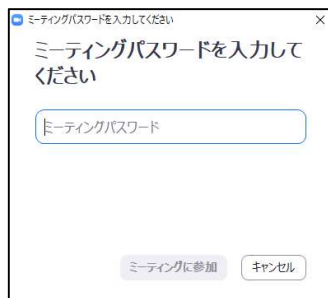 ミーティングパスワードを入力してください
ミーティングパスワードを入力して
ください
ミーティングパスワード
ミーティングに参加
キャンセル